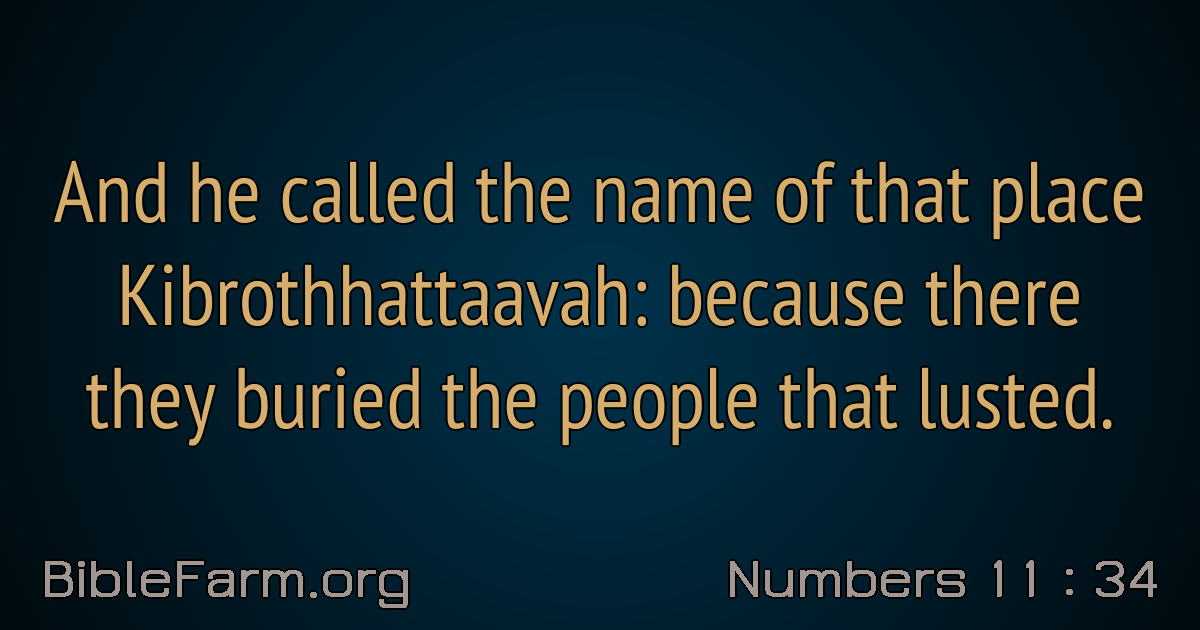 And he called the name of that place
Kibrothhattaavah: because there
they buried the people that lusted.
BibleFarm.org
Numbers 11 : 34